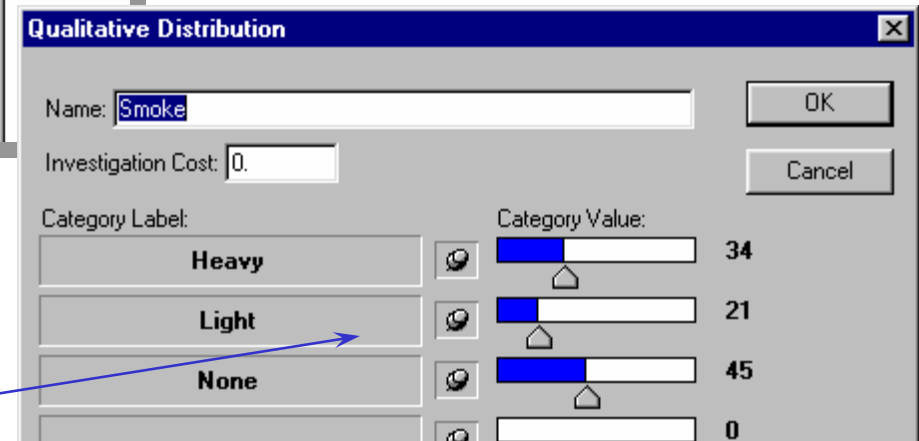 Qualitative Distribution
Name: Smoke
OK
Investigation Cost: 0.
Cancel
Category Label: Category Value:
Heavy 34
Light 21
None 45
0